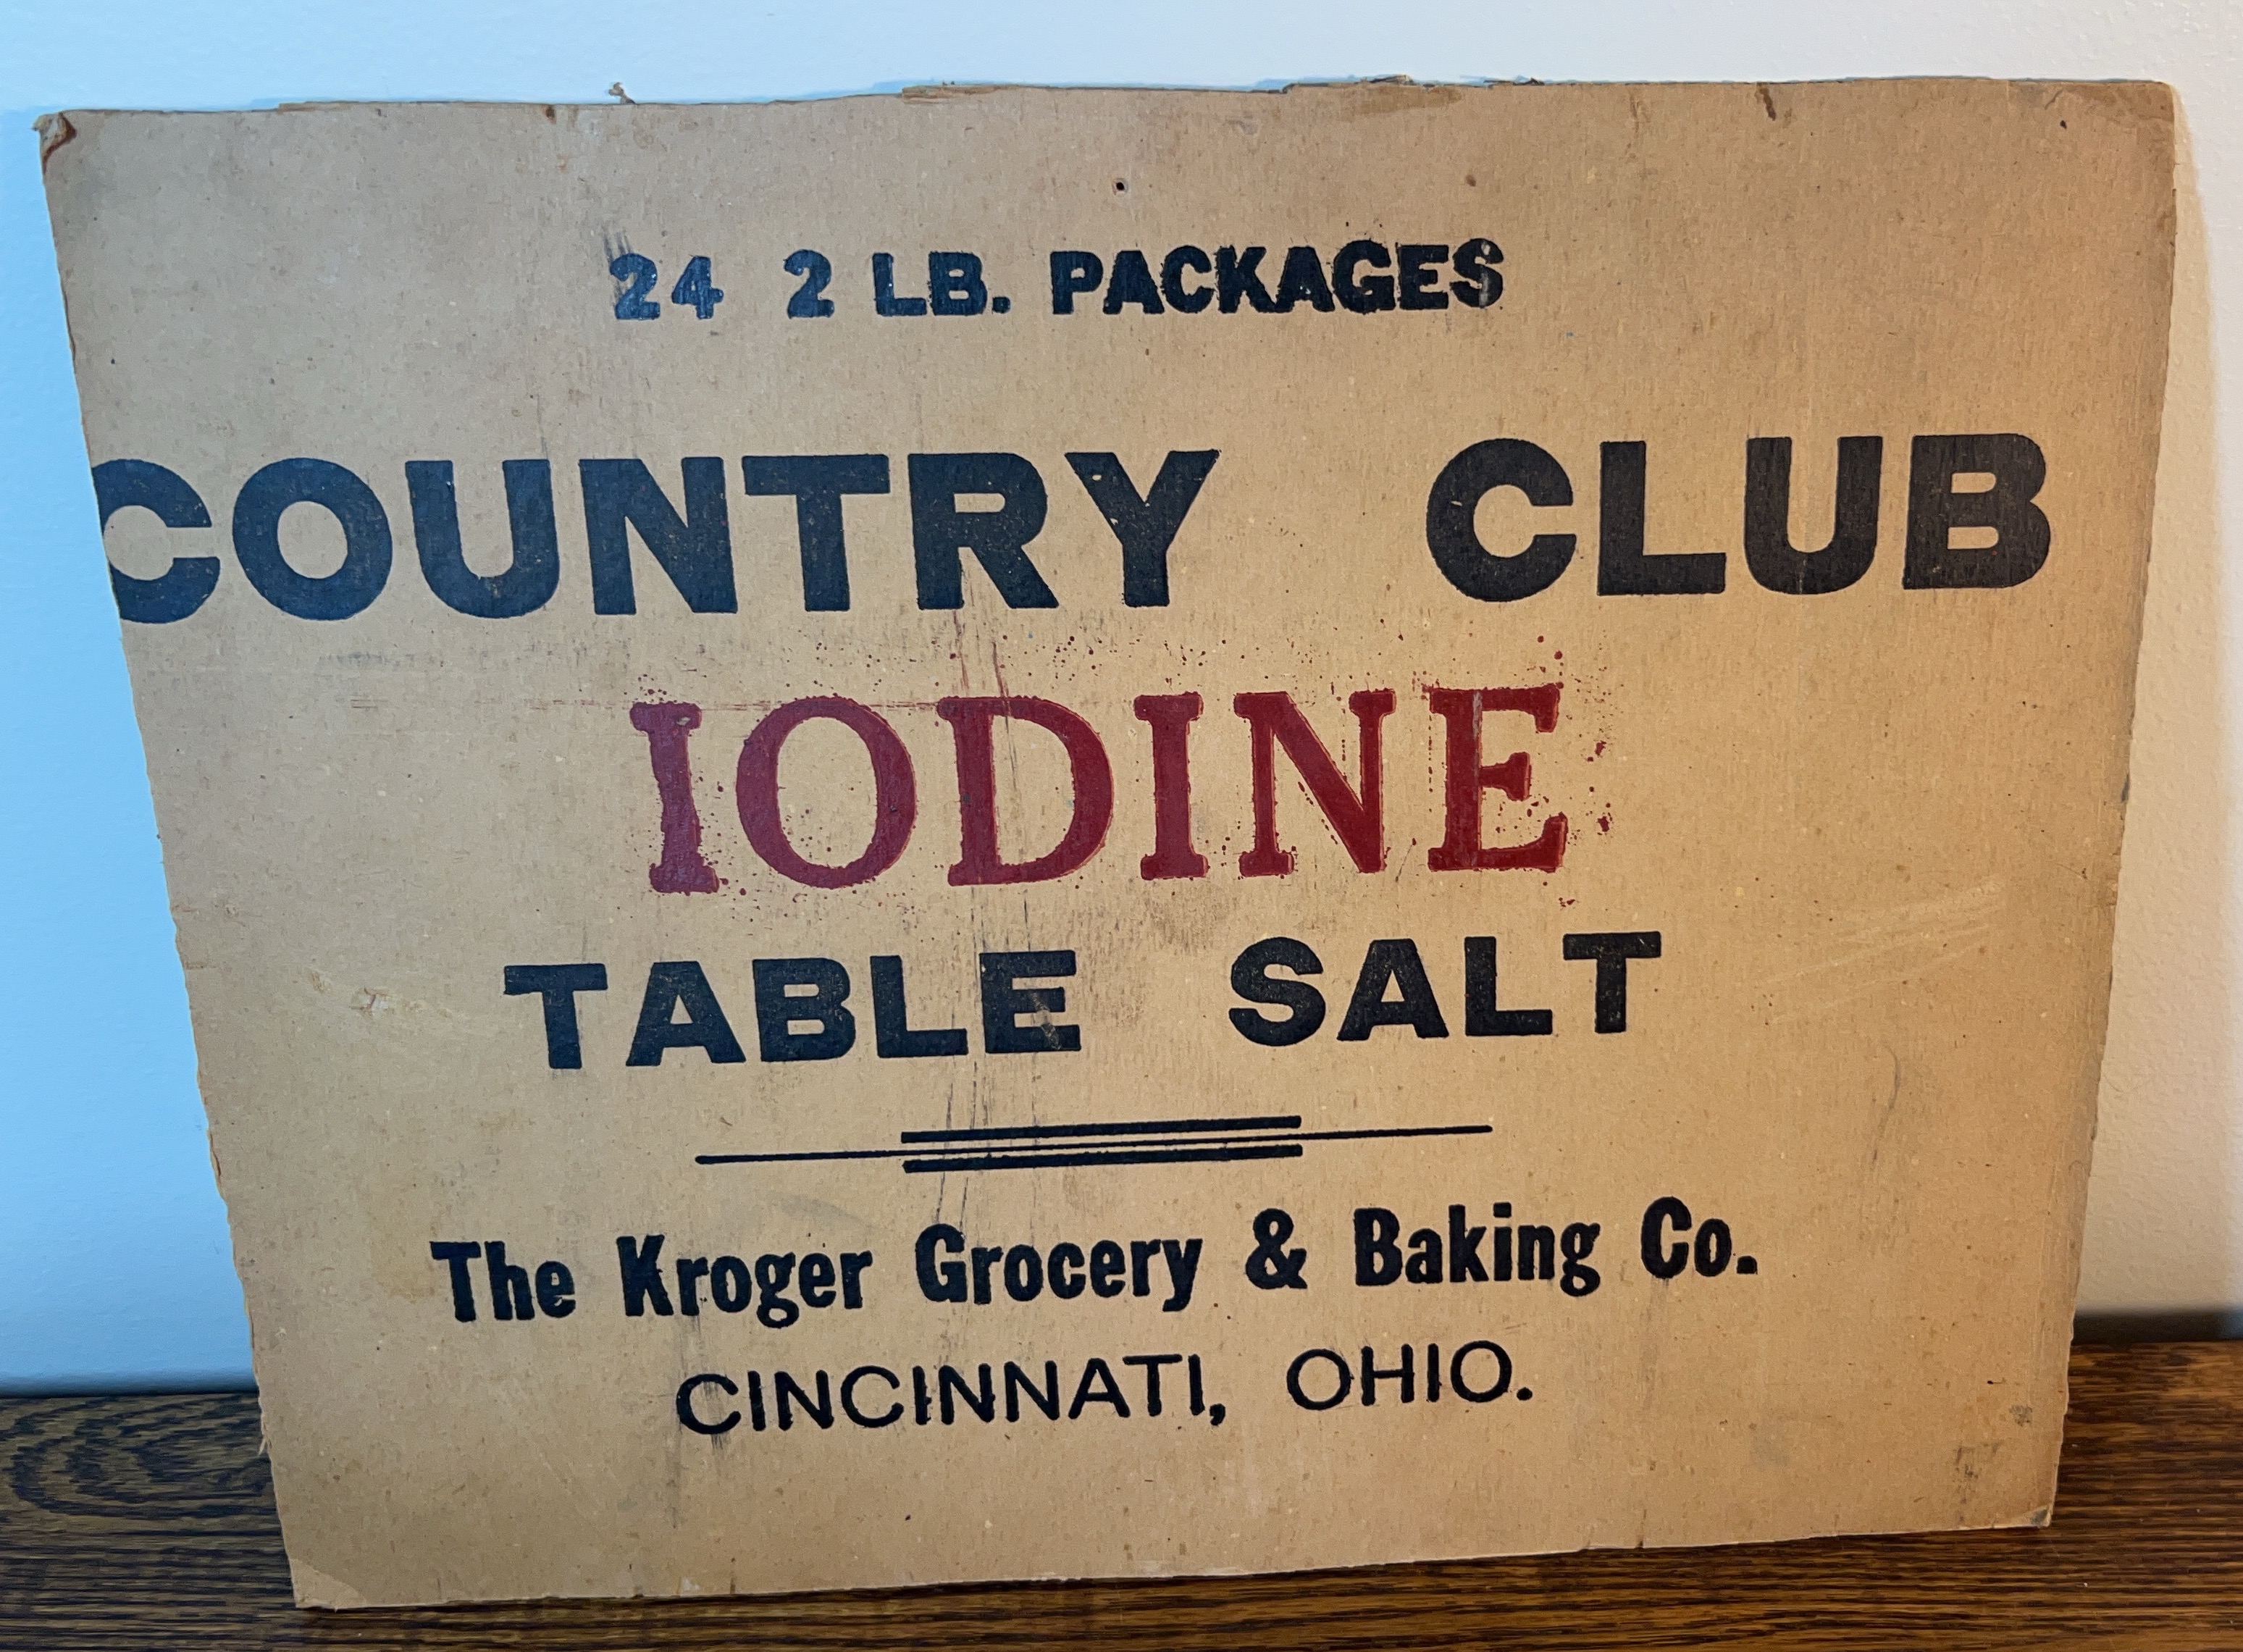 24 2 LB. PACKAGES
COUNTRY CLUB
IODINE
TABLE SALT
The Kroger Grocery & Baking Co.
CINCINNATI, OHIO.